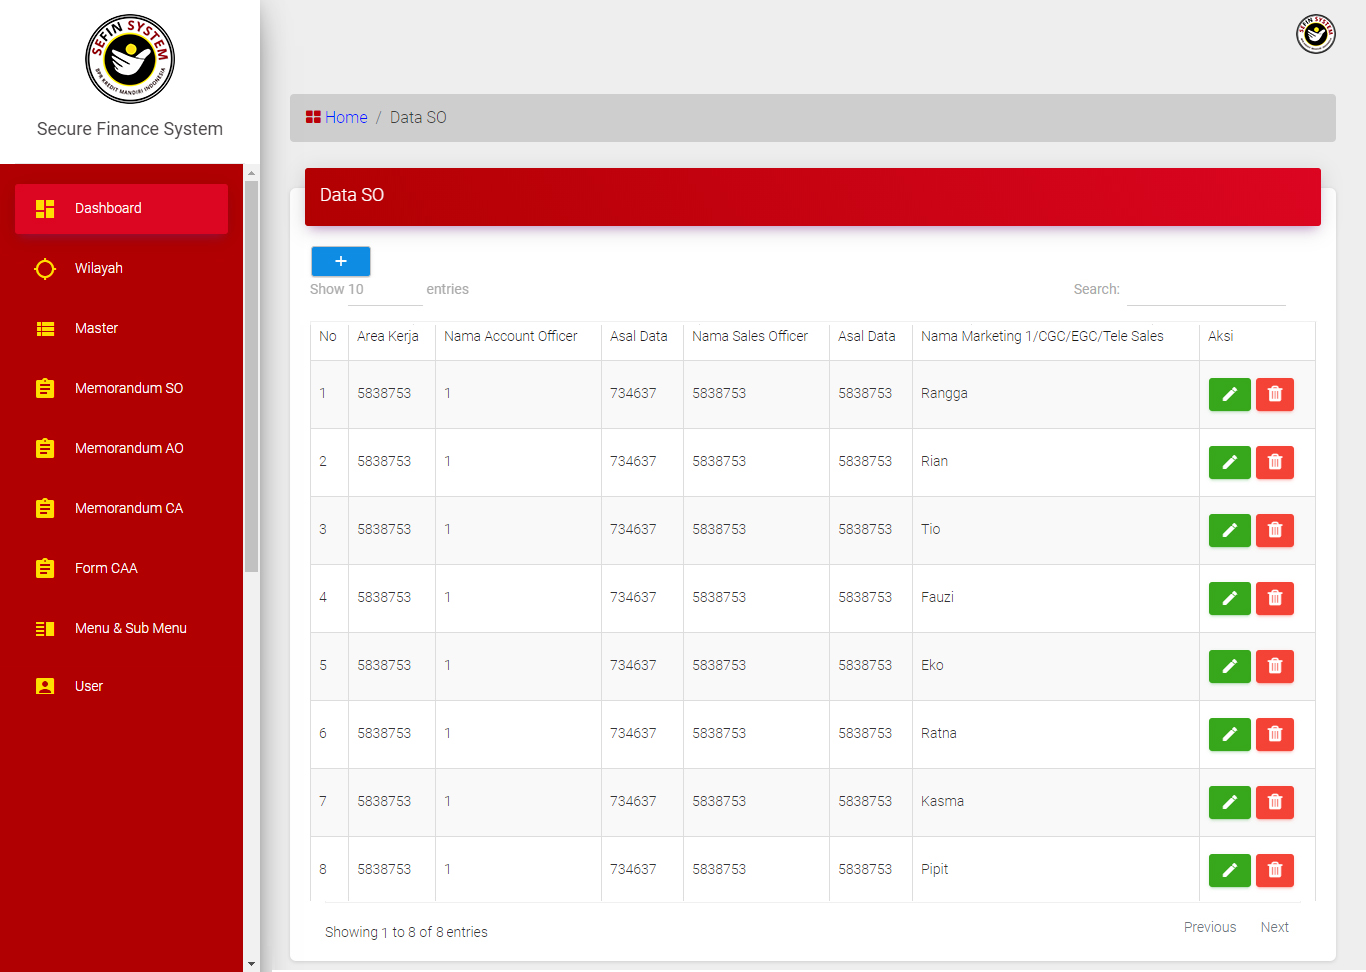 SEFIN SYSTEM
BPR KREDIT MANDIRI INDONESIA
Secure Finance System
Dashboard
Wilayah
Master
Memorandum SO
Memorandum AO
Memorandum CA
Form CAA
Menu & Sub Menu
User
SEFIN SYSTEM
Home / Data SO
Data SO
+
Show 10 entries Search:
No Area Kerja Nama Account Officer Asal Data Nama Sales Officer Asal Data Nama Marketing 1/CGC/EGC/Tele Sales Aksi
1 5838753 1 734637 5838753 5838753 Rangga
2 5838753 1 734637 5838753 5838753 Rian
3 5838753 1 734637 5838753 5838753 Tio
4 5838753 1 734637 5838753 5838753 Fauzi
5 5838753 1 734637 5838753 5838753 Eko
6 5838753 1 734637 5838753 5838753 Ratna
7 5838753 1 734637 5838753 5838753 Kasma
8 5838753 1 734637 5838753 5838753 Pipit
Showing 1 to 8 of 8 entries
Previous Next